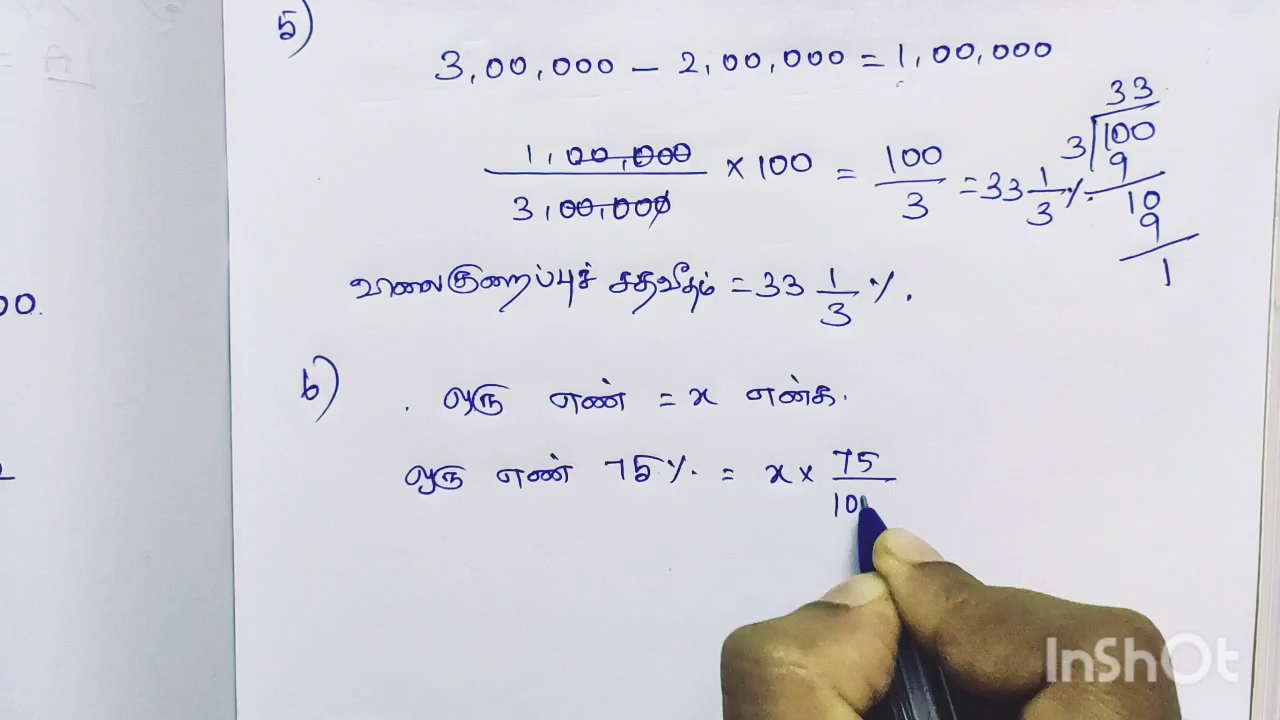 5)
3,00,000 − 2,00,000 = 1,00,000
1,00,000 / 3,00,000 × 100 = 100/3 = 33 1/3 %.
33
3 100
9
10
9
1
சதவீதம் = 33 1/3 %.
6) ஒரு எண் = x என்க.
ஒரு எண் 75%. = x × 75/10
00.
InShOt